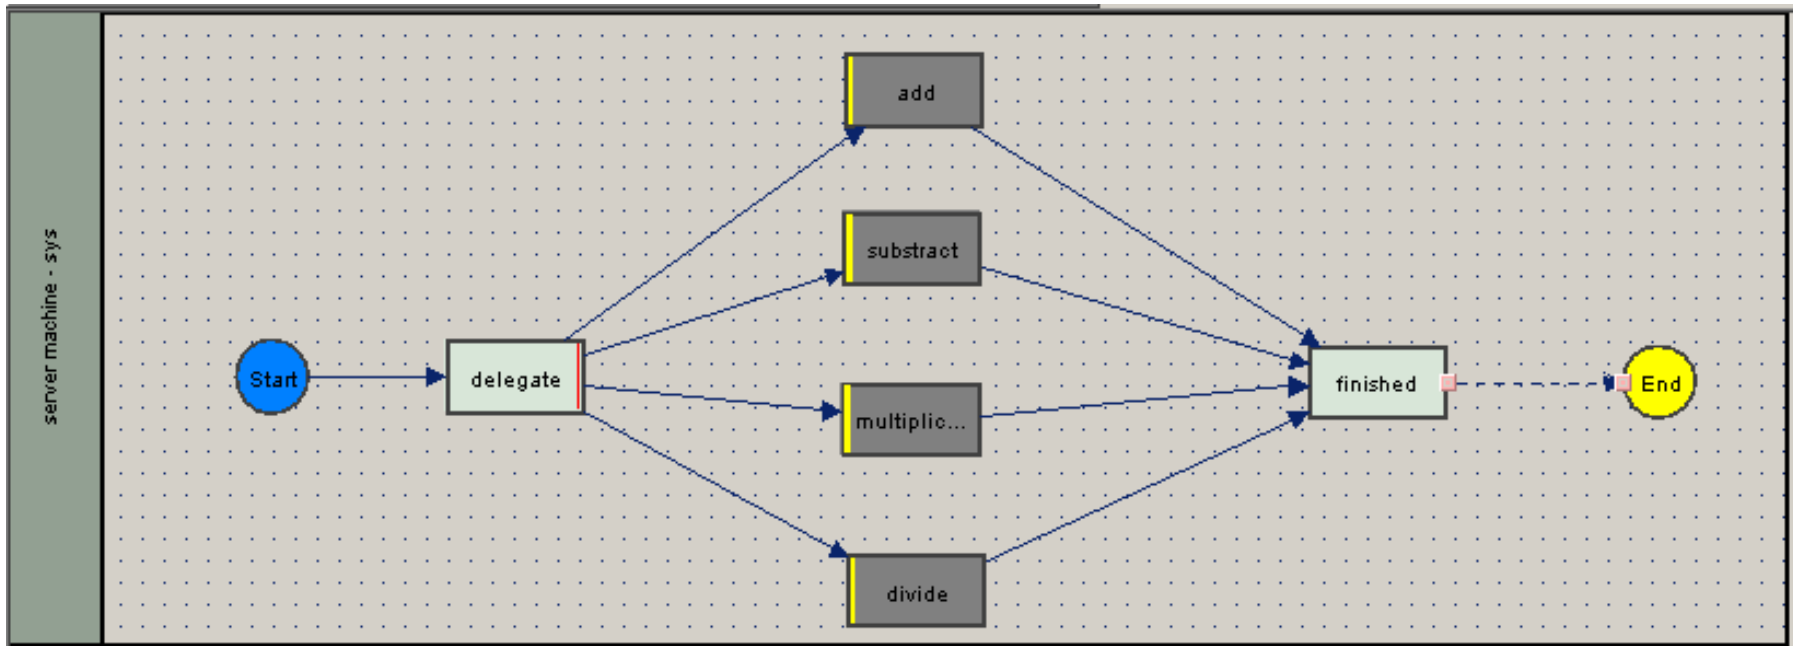 server machine - sys
Start
delegate
add
substract
multiplic...
divide
finished
End